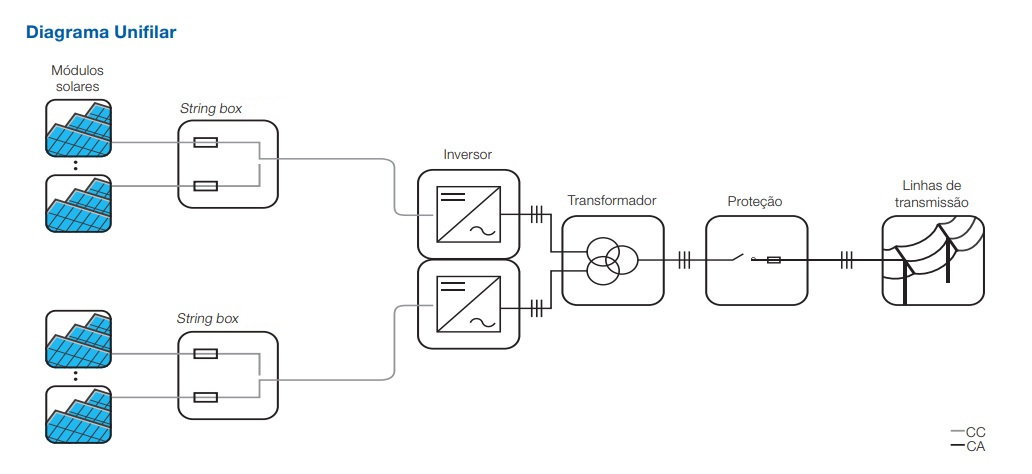 Diagrama Unifilar
Módulos
solares
String box
Inversor
Transformador
Proteção
Linhas de
transmissão
String box
CC
CA